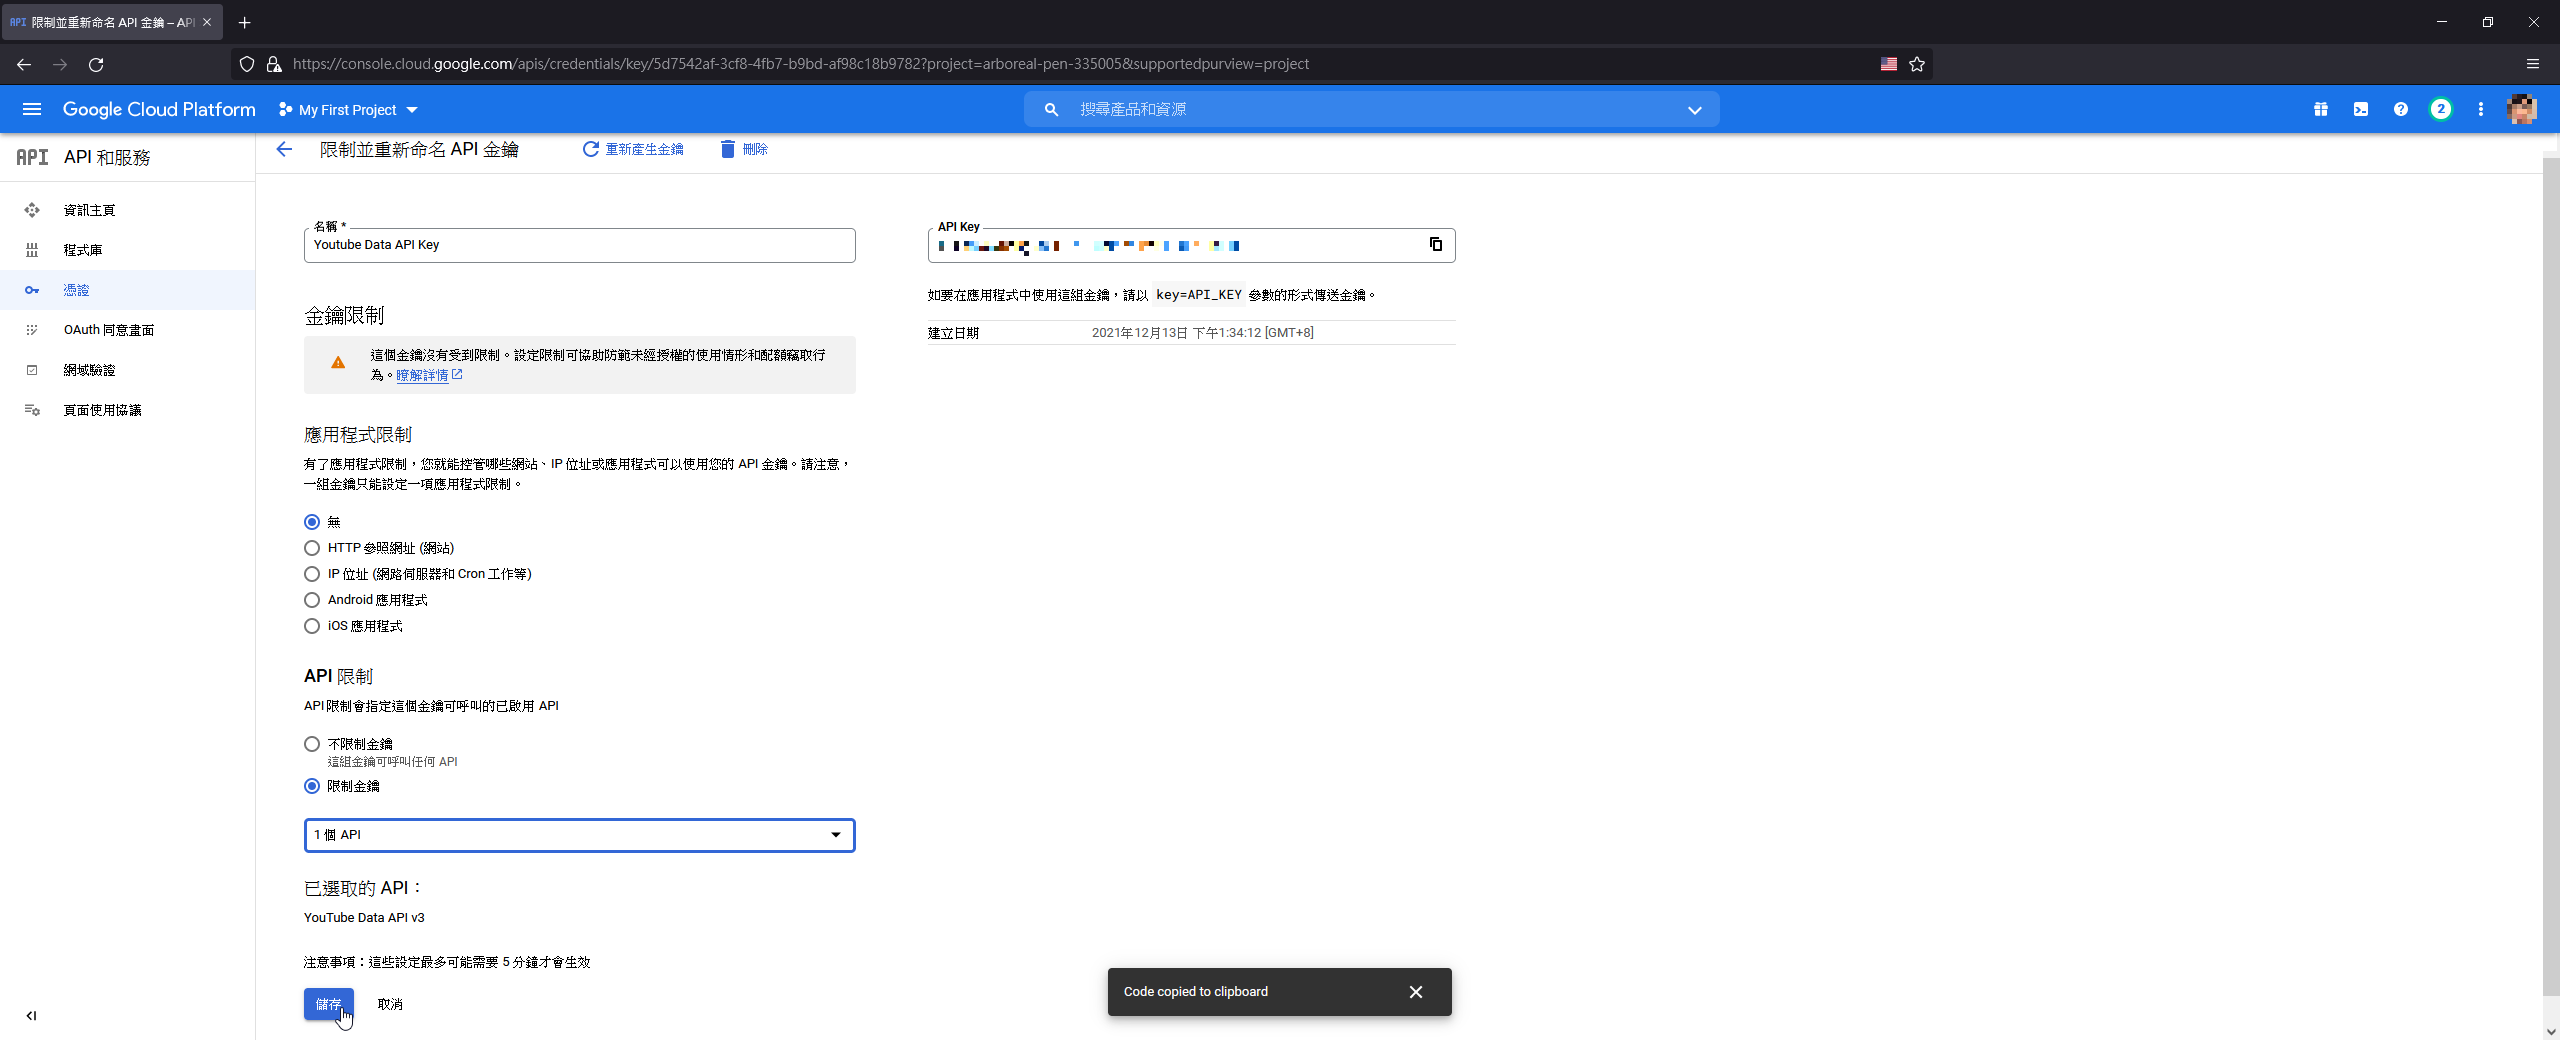 API 限制並重新命名 API 金鑰 – API
https://console.cloud.google.com/apis/credentials/key/5d7542af-3cf8-4fb7-b9bd-af98c18b9782?project=arboreal-pen-335005&supportedpurview=project
Google Cloud Platform
My First Project
搜尋產品和資源
2
API API 和服務
限制並重新命名 API 金鑰
重新產生金鑰
刪除
資訊主頁
程式庫
憑證
OAuth 同意畫面
網域驗證
頁面使用協議
名稱 *
Youtube Data API Key
金鑰限制
這個金鑰沒有受到限制。設定限制可協助防範未經授權的使用情形和配額竊取行
為。瞭解詳情
應用程式限制
有了應用程式限制，您就能控管哪些網站、IP 位址或應用程式可以使用您的 API 金鑰。請注意，
一組金鑰只能設定一項應用程式限制。
無
HTTP 參照網址 (網站)
IP 位址 (網路伺服器和 Cron 工作等)
Android 應用程式
iOS 應用程式
API 限制
API 限制會指定這個金鑰可呼叫的已啟用 API
不限制金鑰
這組金鑰可呼叫任何 API
限制金鑰
1 個 API
已選取的 API：
YouTube Data API v3
注意事項：這些設定最多可能需要 5 分鐘才會生效
儲存
取消
API Key
如要在應用程式中使用這組金鑰，請以 key=API_KEY 參數的形式傳送金鑰。
建立日期
2021年12月13日 下午1:34:12 [GMT+8]
Code copied to clipboard